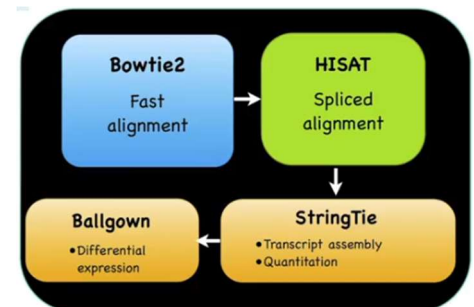 Bowtie2
Fast
alignment
HISAT
Spliced
alignment
Ballgown
•Differential
expression
StringTie
•Transcript assembly
•Quantitation